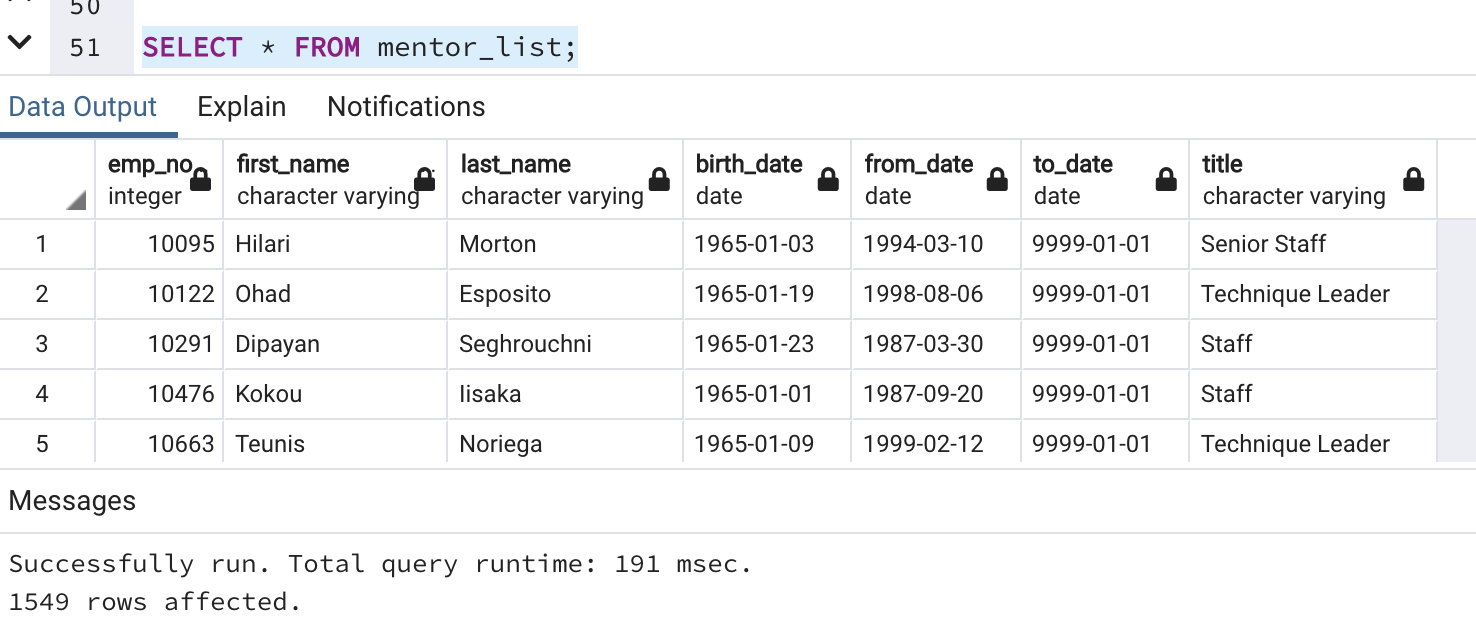 50
51 SELECT * FROM mentor_list;
Data Output Explain Notifications
emp_no first_name last_name birth_date from_date to_date title
integer character varying character varying date date date character varying
1 10095 Hilari Morton 1965-01-03 1994-03-10 9999-01-01 Senior Staff
2 10122 Ohad Esposito 1965-01-19 1998-08-06 9999-01-01 Technique Leader
3 10291 Dipayan Seghrouchni 1965-01-23 1987-03-30 9999-01-01 Staff
4 10476 Kokou Iisaka 1965-01-01 1987-09-20 9999-01-01 Staff
5 10663 Teunis Noriega 1965-01-09 1999-02-12 9999-01-01 Technique Leader
Messages
Successfully run. Total query runtime: 191 msec.
1549 rows affected.